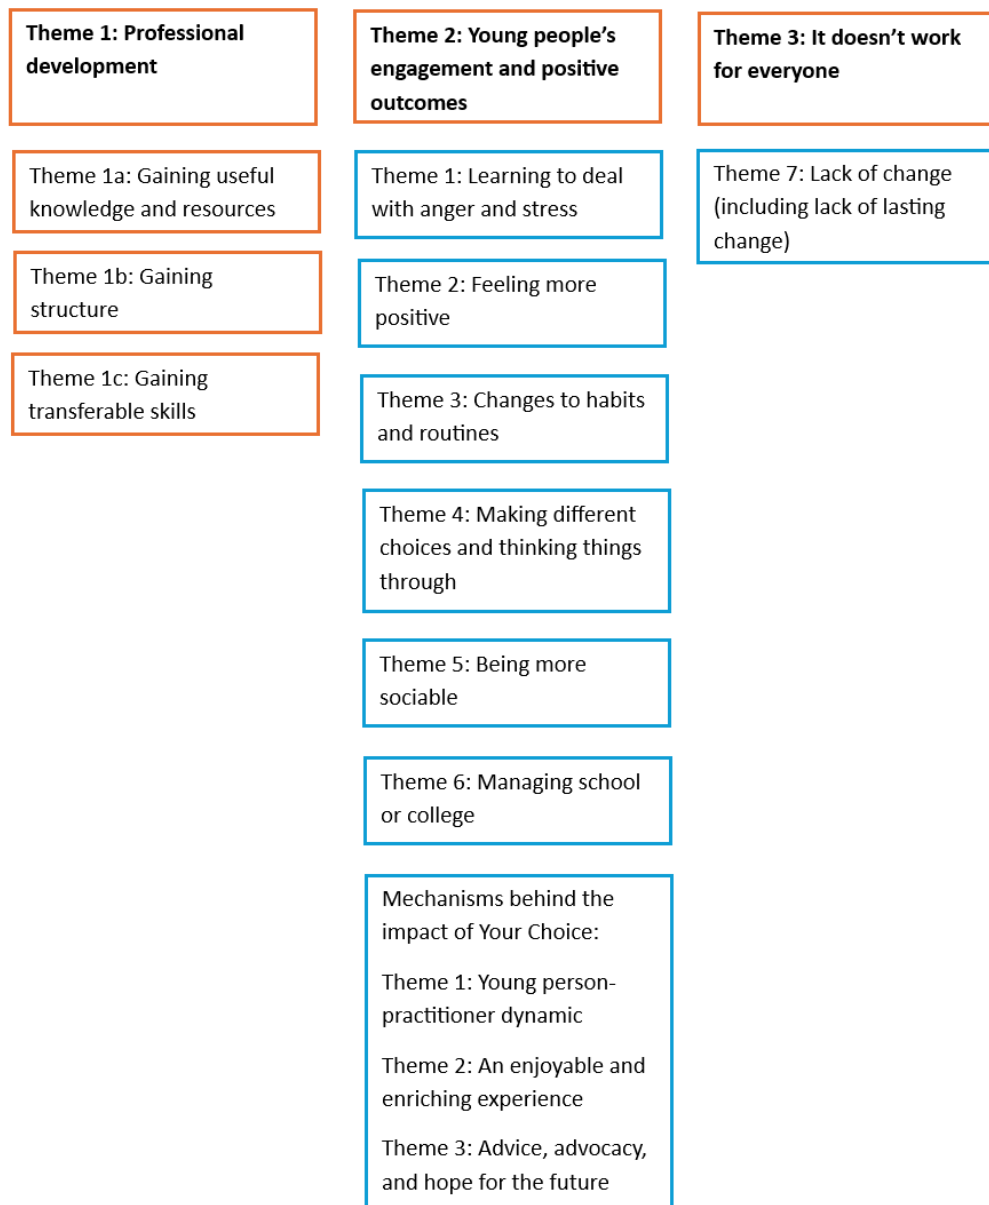 Theme 1: Professional
development
Theme 1a: Gaining useful
knowledge and resources
Theme 1b: Gaining
structure
Theme 1c: Gaining
transferable skills
Theme 2: Young people’s
engagement and positive
outcomes
Theme 1: Learning to deal
with anger and stress
Theme 2: Feeling more
positive
Theme 3: Changes to habits
and routines
Theme 4: Making different
choices and thinking things
through
Theme 5: Being more
sociable
Theme 6: Managing school
or college
Mechanisms behind the
impact of Your Choice:
Theme 1: Young person-
practitioner dynamic
Theme 2: An enjoyable and
enriching experience
Theme 3: Advice, advocacy,
and hope for the future
Theme 3: It doesn’t work
for everyone
Theme 7: Lack of change
(including lack of lasting
change)